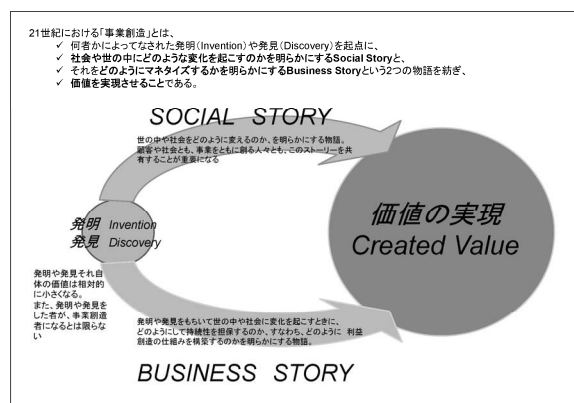 21世紀における「事業創造」とは、
✓ 何者かによってなされた発明(Invention)や発見(Discovery)を起点に、
✓ 社会や世の中にどのような変化を起こすのかを明らかにするSocial Storyと、
✓ それをどのようにマネタイズするかを明らかにするBusiness Storyという2つの物語を紡ぎ、
✓ 価値を実現させることである。
SOCIAL STORY
世の中や社会をどのように変えるのか、を明らかにする物語。
顧客や社会とも、事業をともに創る人々とも、このストーリーを共
有することが重要になる
発明 Invention
発見 Discovery
価値の実現
Created Value
発明や発見それ自
体の価値は相対的
に小さくなる。
また、発明や発見を
した者が、事業創造
者になるとは限らな
い
発明や発見をもちいて世の中や社会に変化を起こすときに、
どのようにして持続性を担保するのか、すなわち、どのように 利益
創造の仕組みを構築するのかを明らかにする物語。
BUSINESS STORY